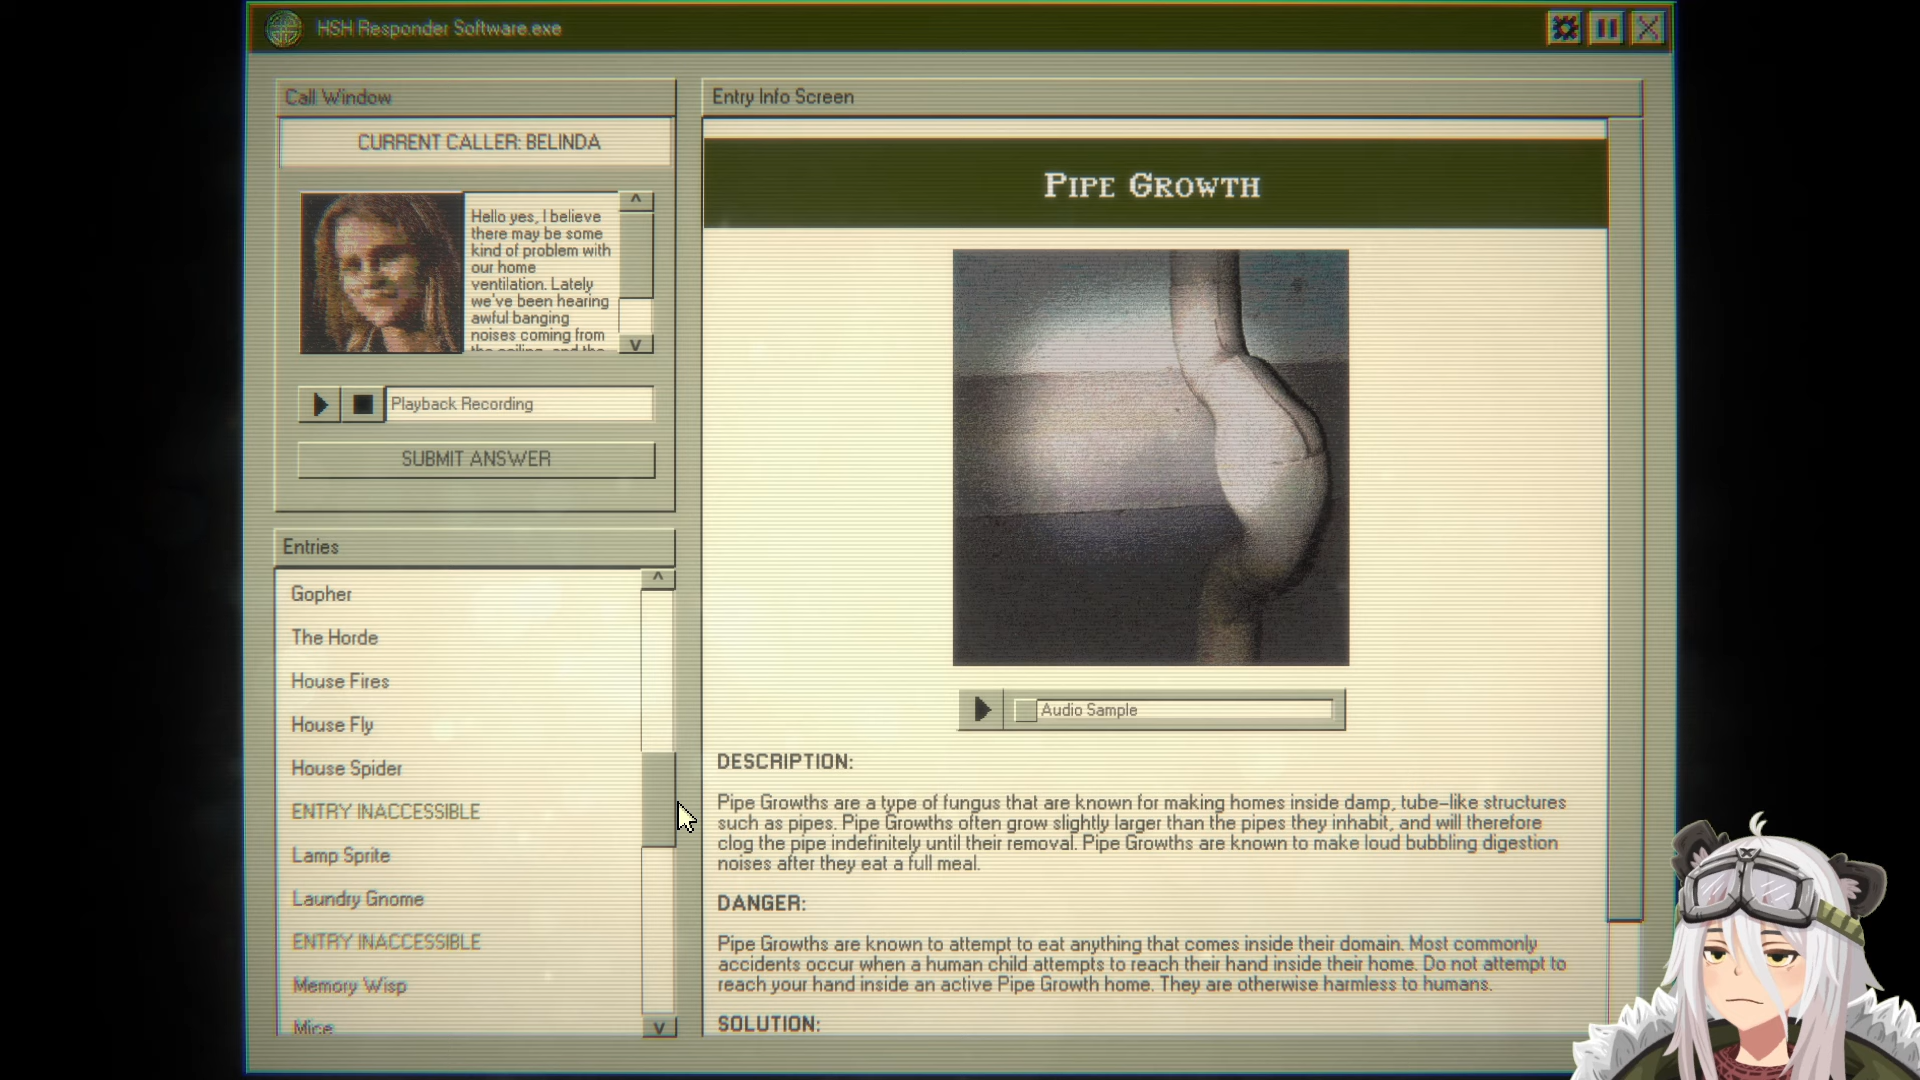 HSH Responder Software.exe
Call Window
CURRENT CALLER: BELINDA
Hello yes, I believe
there may be some
kind of problem with
our home
ventilation. Lately
we've been hearing
awful banging
noises coming from
the ceiling, and the
Playback Recording
SUBMIT ANSWER
Entries
Gopher
The Horde
House Fires
House Fly
House Spider
ENTRY INACCESSIBLE
Lamp Sprite
Laundry Gnome
ENTRY INACCESSIBLE
Memory Wisp
Mice
Entry Info Screen
PIPE GROWTH
Audio Sample
DESCRIPTION:
Pipe Growths are a type of fungus that are known for making homes inside damp, tube-like structures
such as pipes. Pipe Growths often grow slightly larger than the pipes they inhabit, and will therefore
clog the pipe indefinitely until their removal. Pipe Growths are known to make loud bubbling digestion
noises after they eat a full meal.
DANGER:
Pipe Growths are known to attempt to eat anything that comes inside their domain. Most commonly
accidents occur when a human child attempts to reach their hand inside their home. Do not attempt to
reach your hand inside an active Pipe Growth home. They are otherwise harmless to humans.
SOLUTION: